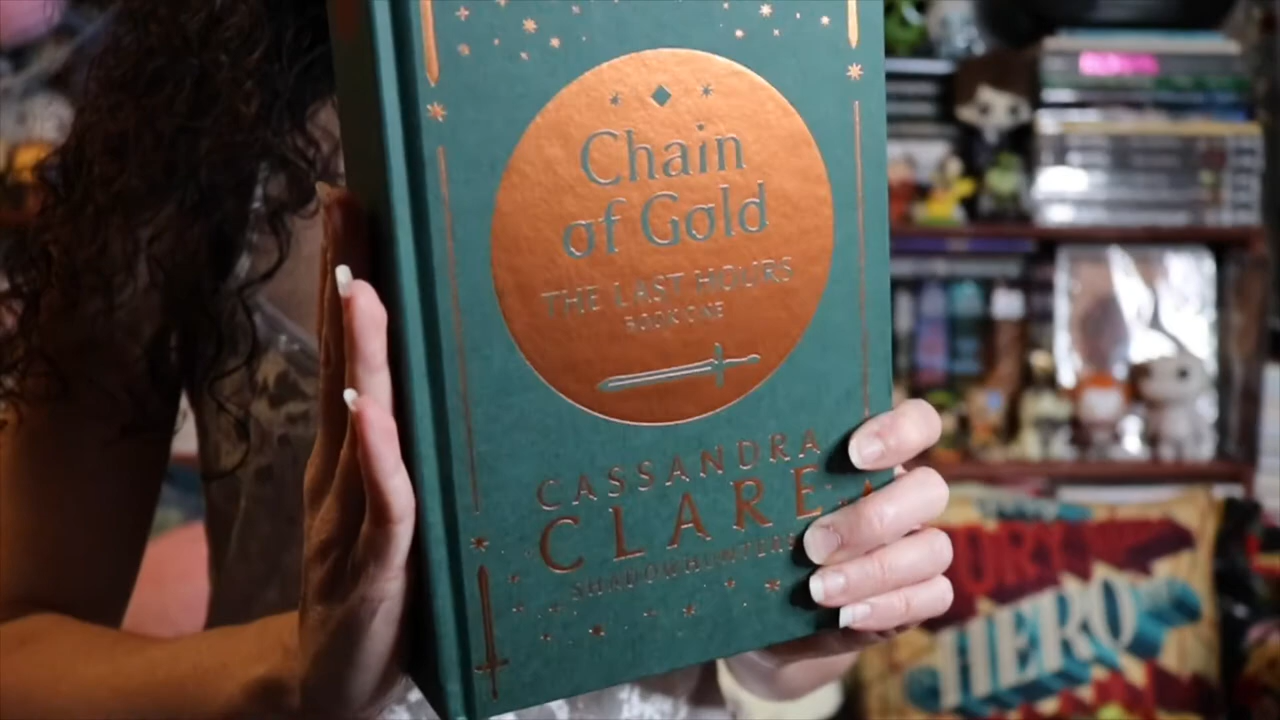 Chain
of Gold
THE LAST HOURS
BOOK ONE
CASSANDRA
CLARE
SHADOWHUNTERS
HERO